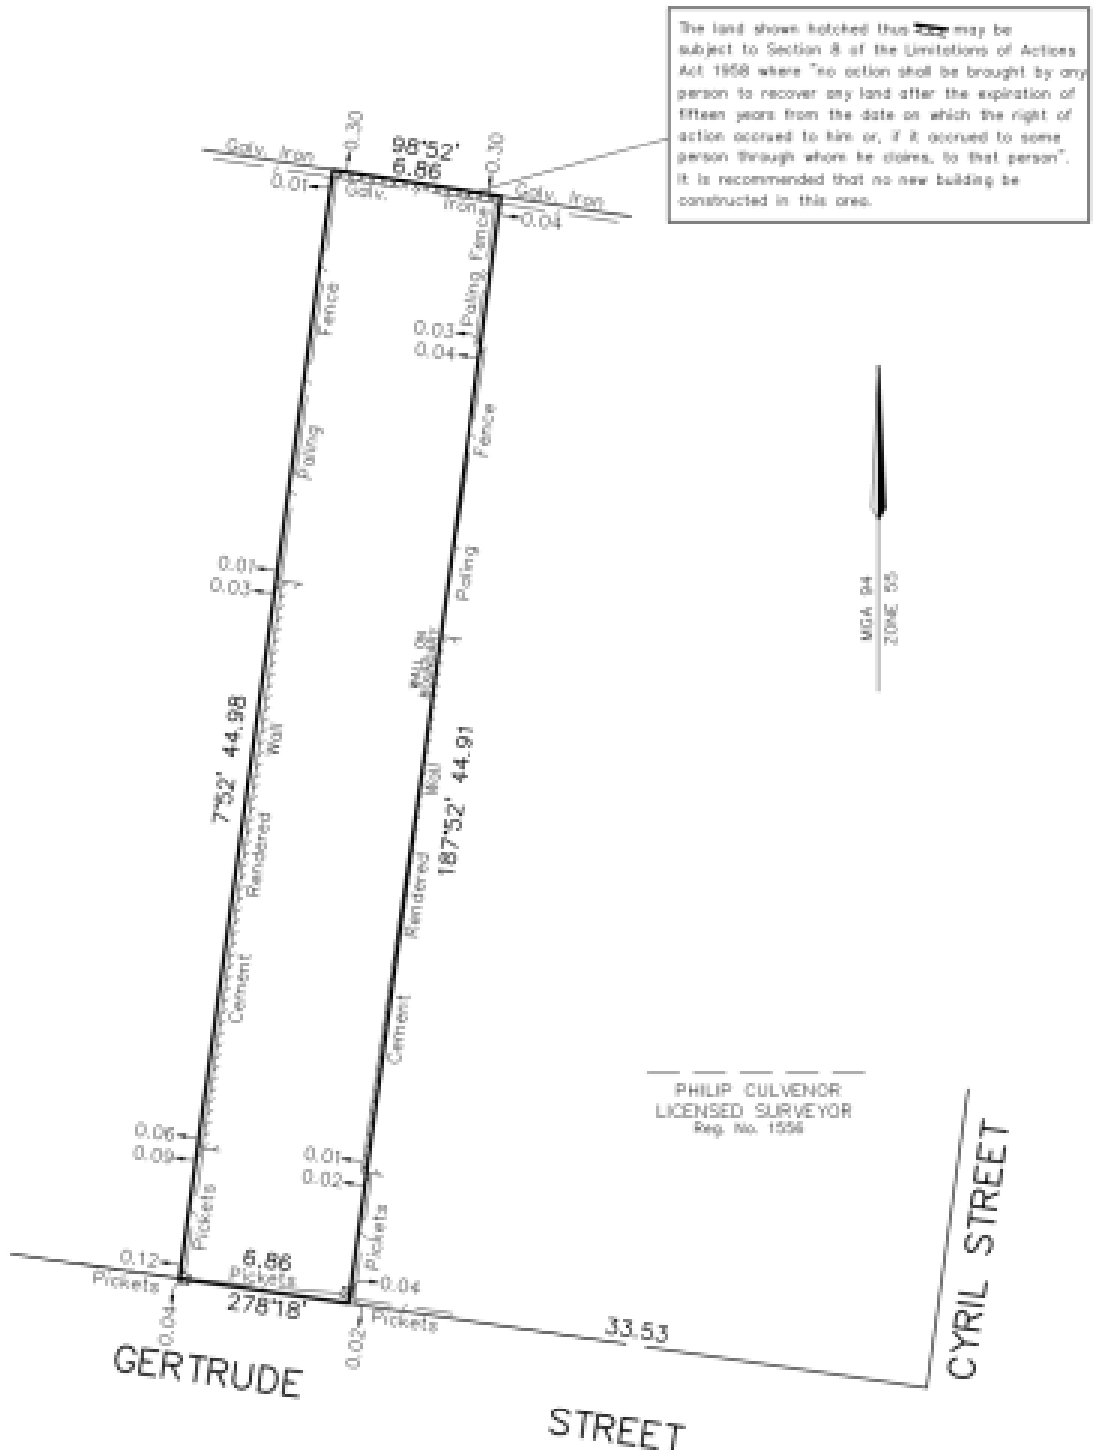 The land shown hatched thus may be
subject to Section 8 of the Limitations of Actions
Act 1958 where "no action shall be brought by any
person to recover any land after the expiration of
fifteen years from the date on which the right of
action accrued to him or, if it accrued to some
person through whom he claims, to that person".
It is recommended that no new building be
constructed in this area.
0.30
98°52'
6.86
0.30
Galv. Iron
0.01
Galv.
Iron
Galv. Iron
0.04
Paling Fence
Fence
0.03
0.04
Fence
Paling
Paling
0.01
0.03
WALL ON
BOUNDARY
MGA 94
ZONE 55
Wall
7°52' 44.98
Wall
187°52' 44.91
Rendered
Rendered
Cement
Cement
0.06
0.09
0.01
0.02
Pickets
Pickets
PHILIP CULVENOR
LICENSED SURVEYOR
Reg. No. 1556
CYRIL STREET
0.12
Pickets
6.86
Pickets
278°18'
0.04
0.04
0.02
Pickets
33.53
GERTRUDE
STREET